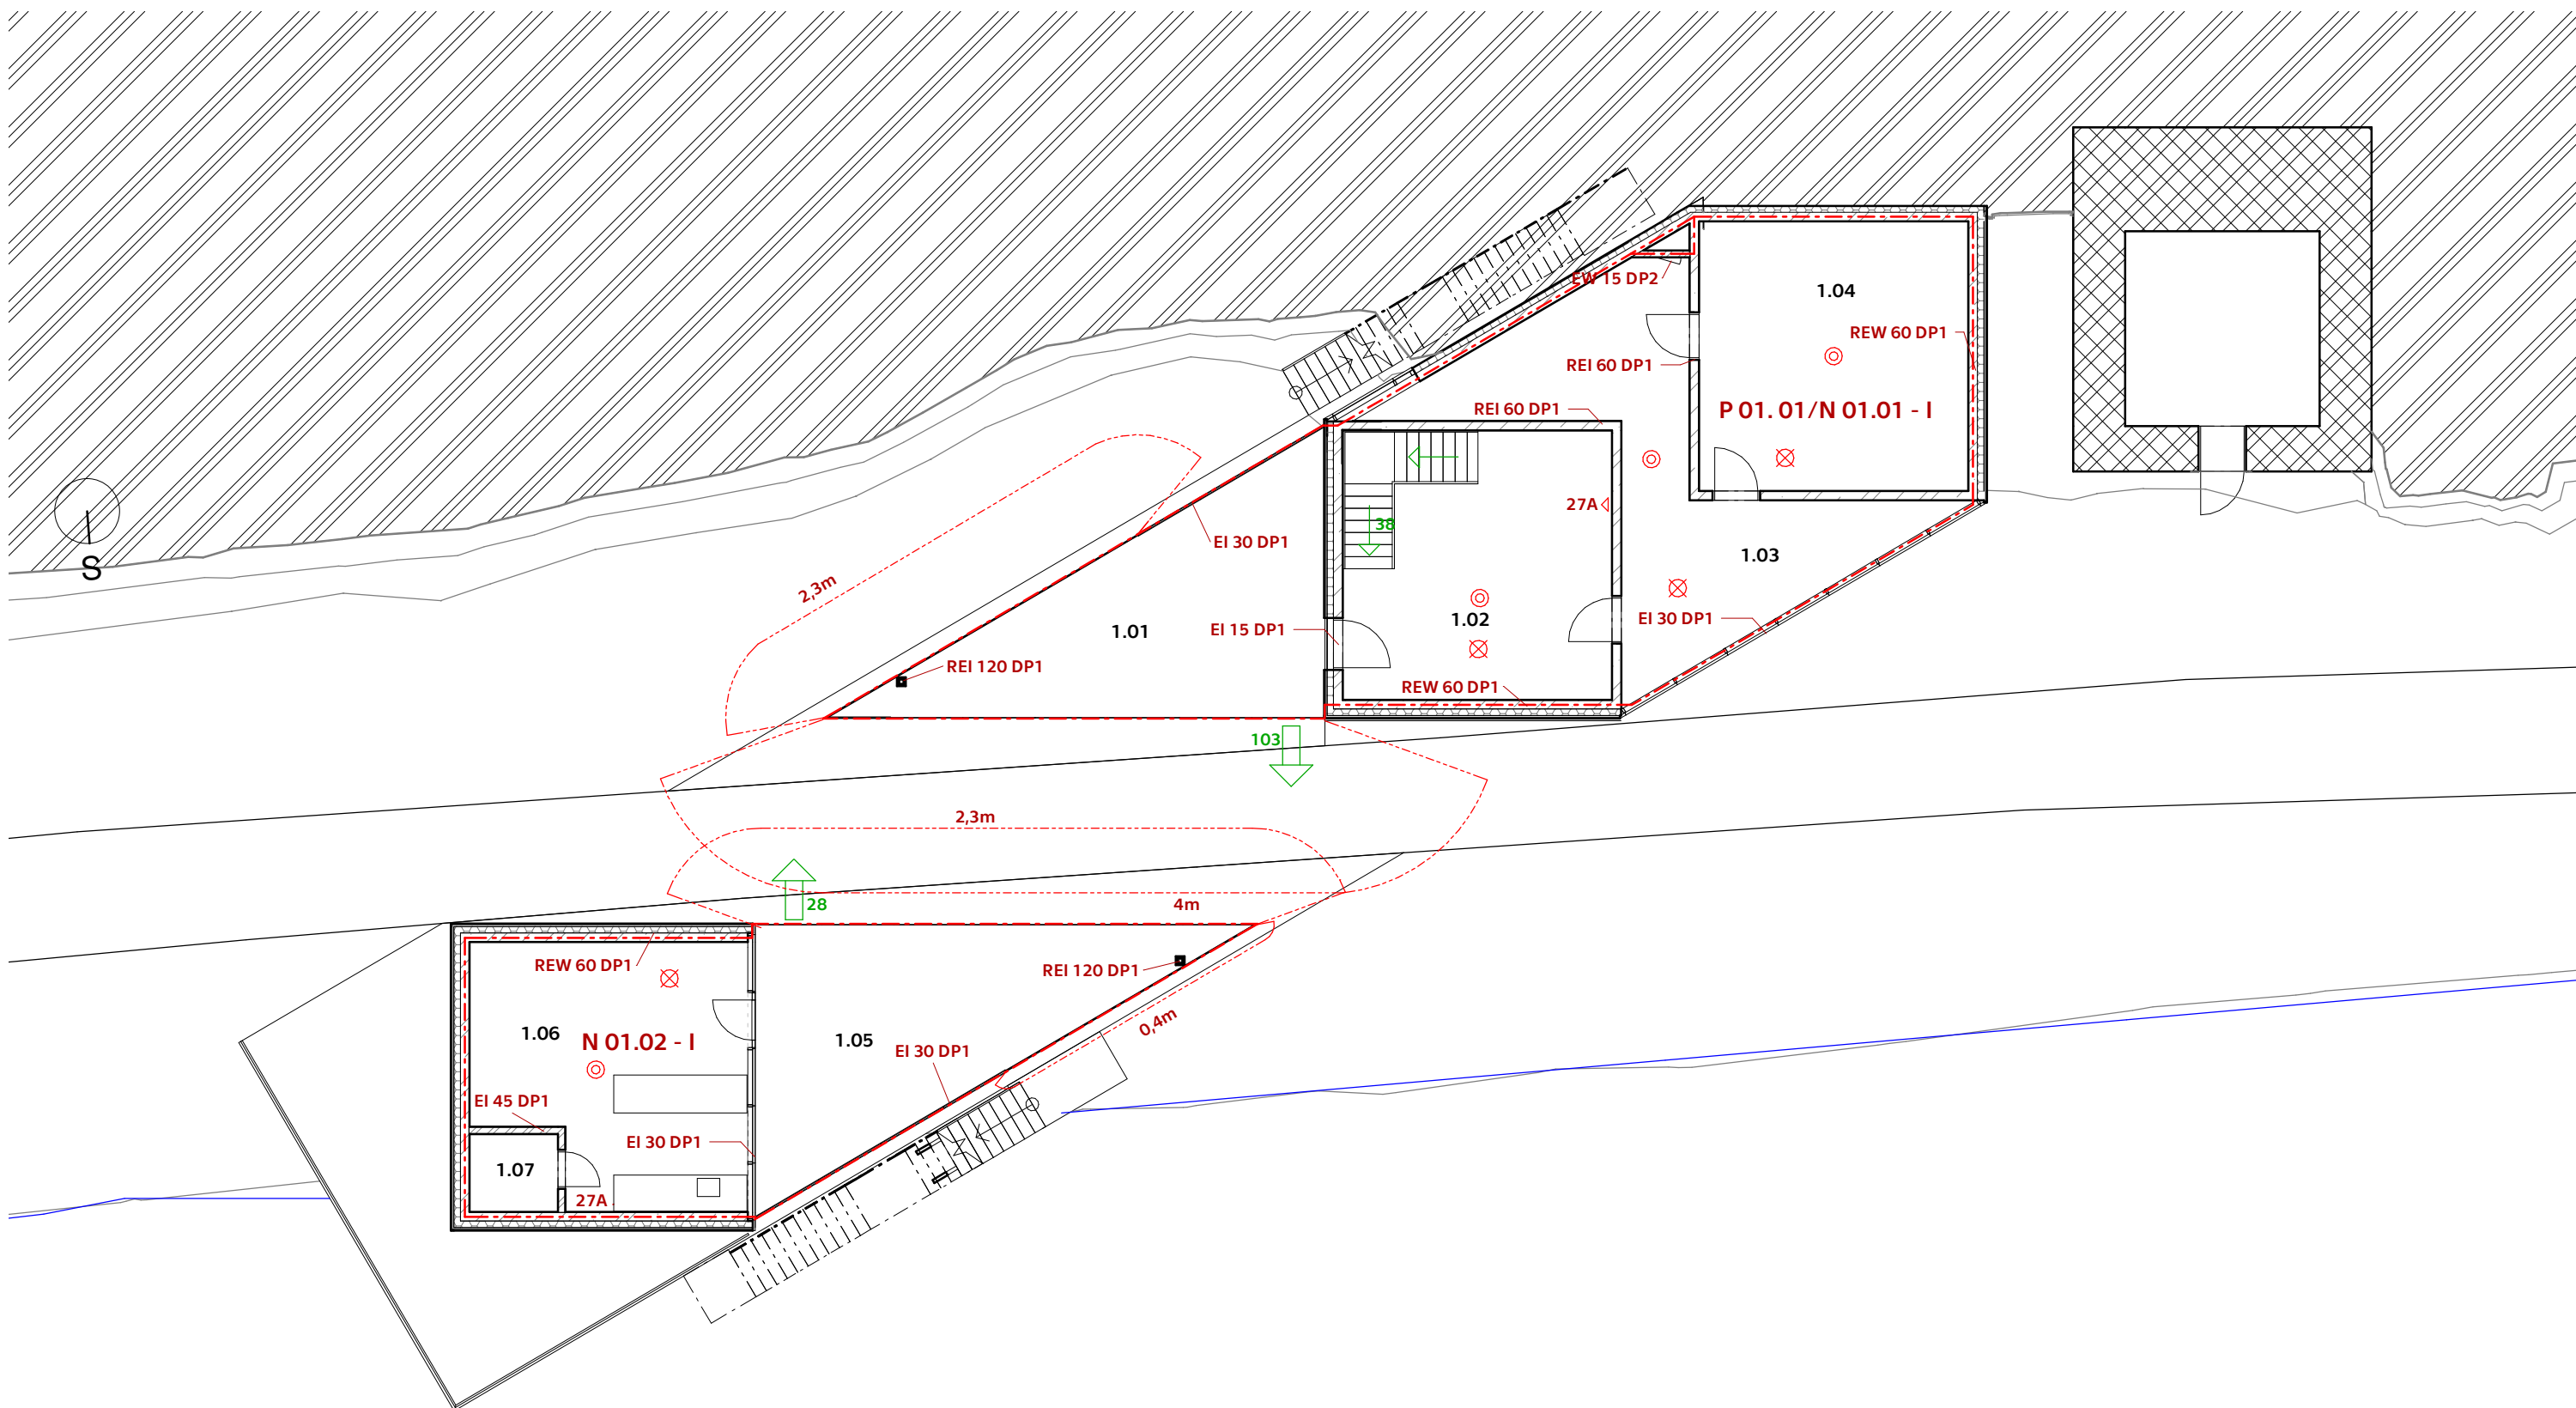 EW 15 DP2
1.04
REW 60 DP1
REI 60 DP1
REI 60 DP1
P 01. 01/N 01.01 - I
27A
38
EI 30 DP1
S
1.03
2,3m
1.02
EI 30 DP1
1.01
EI 15 DP1
REI 120 DP1
REW 60 DP1
103
2,3m
28
4m
REW 60 DP1
REI 120 DP1
0,4m
1.06
N 01.02 - I
1.05
EI 30 DP1
EI 45 DP1
EI 30 DP1
1.07
27A